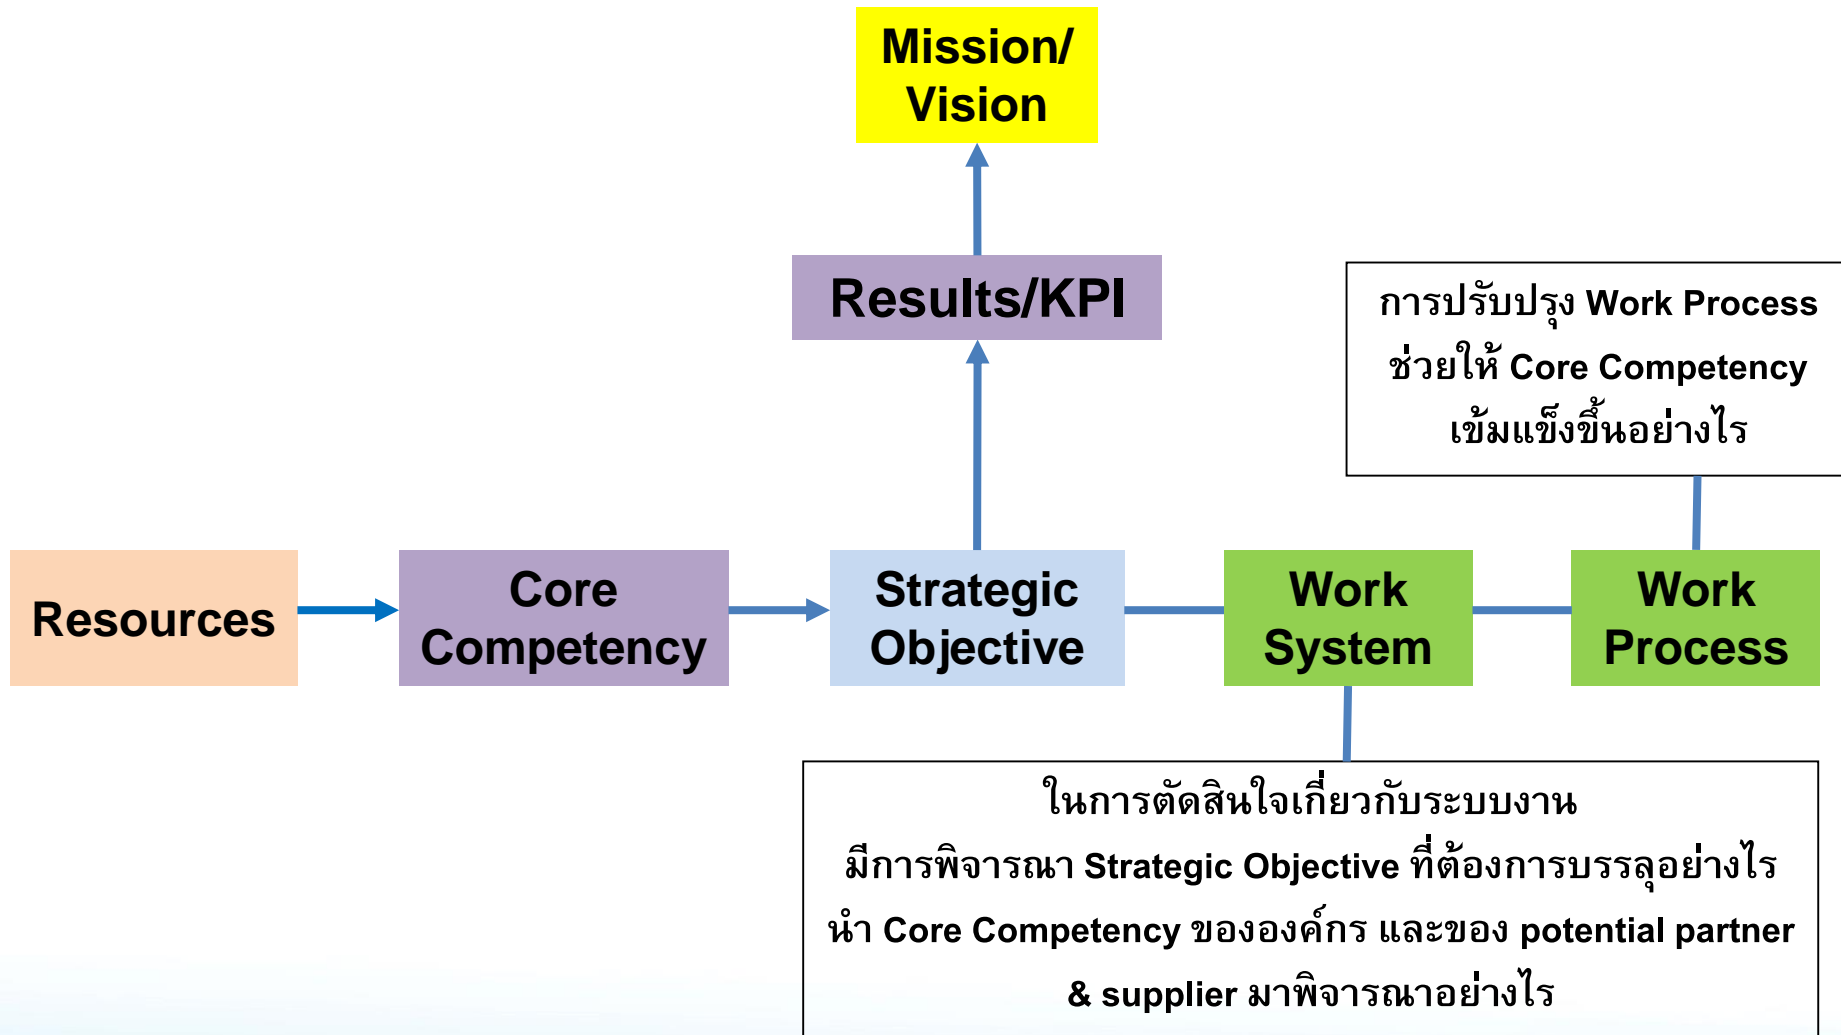 Mission/
Vision
Results/KPI
การปรับปรุง Work Process
ช่วยให้ Core Competency
เข้มแข็งขึ้นอย่างไร
Resources
Core
Competency
Strategic
Objective
Work
System
Work
Process
ในการตัดสินใจเกี่ยวกับระบบงาน
มีการพิจารณา Strategic Objective ที่ต้องการบรรลุอย่างไร
นำ Core Competency ขององค์กร และของ potential partner
& supplier มาพิจารณาอย่างไร